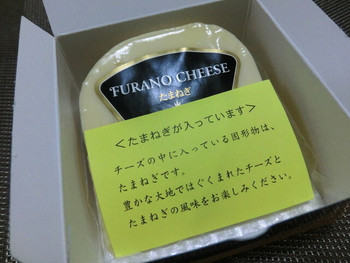 FURANO CHEESE
たまねぎ
＜たまねぎが入っています＞
チーズの中に入っている固形物は、
たまねぎです。
豊かな大地ではぐくまれたチーズと
たまねぎの風味をお楽しみください。